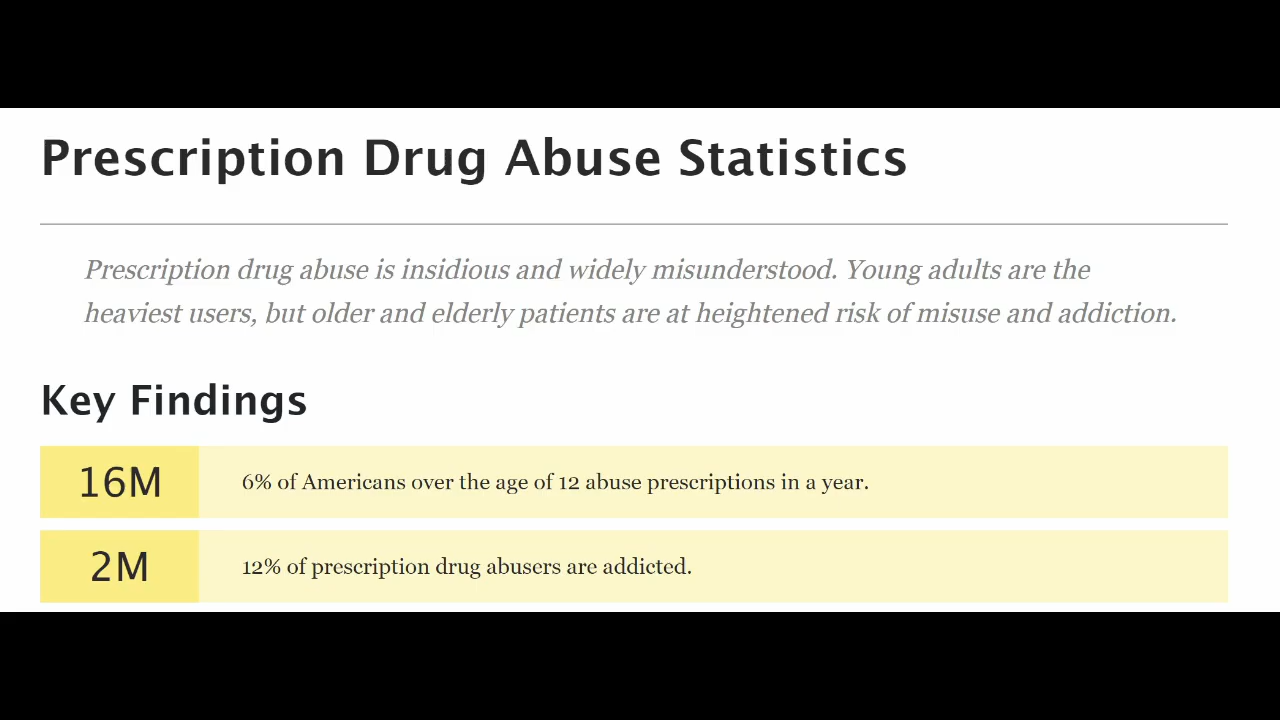 Prescription Drug Abuse Statistics
Prescription drug abuse is insidious and widely misunderstood. Young adults are the
heaviest users, but older and elderly patients are at heightened risk of misuse and addiction.
Key Findings
16M 6% of Americans over the age of 12 abuse prescriptions in a year.
2M 12% of prescription drug abusers are addicted.